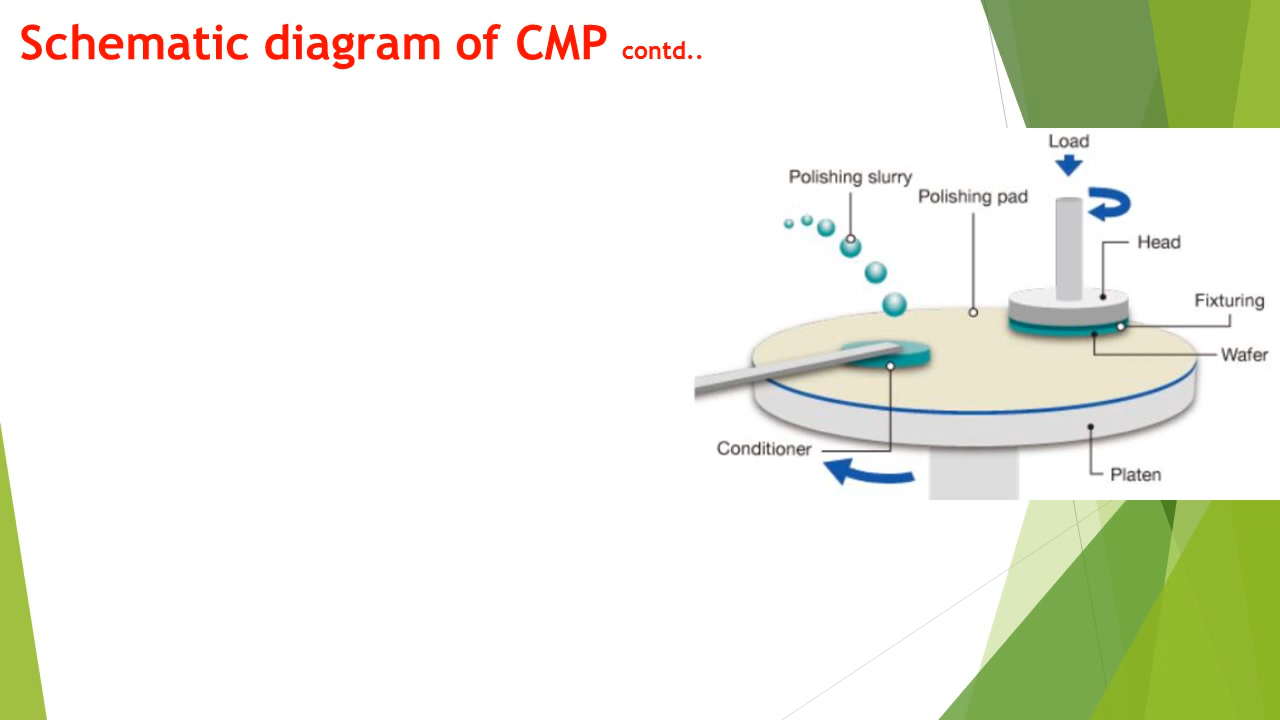 Schematic diagram of CMP contd..
Load
Polishing slurry
Polishing pad
Head
Fixturing
Wafer
Conditioner
Platen